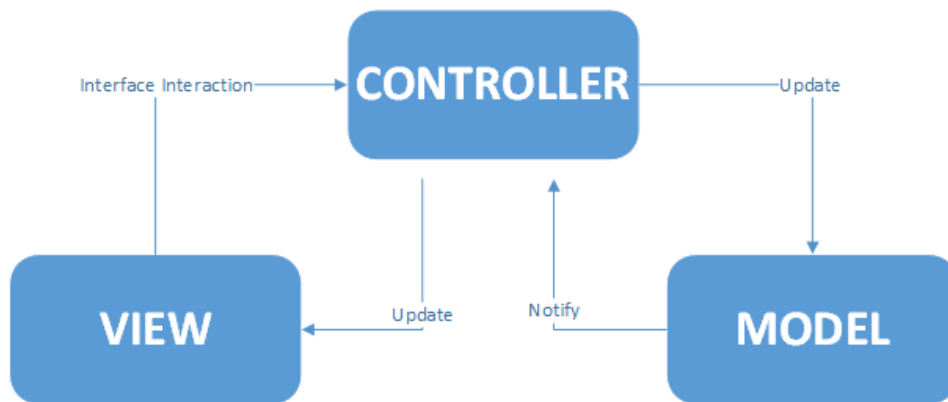 CONTROLLER
Interface Interaction
Update
Update
Notify
VIEW
MODEL